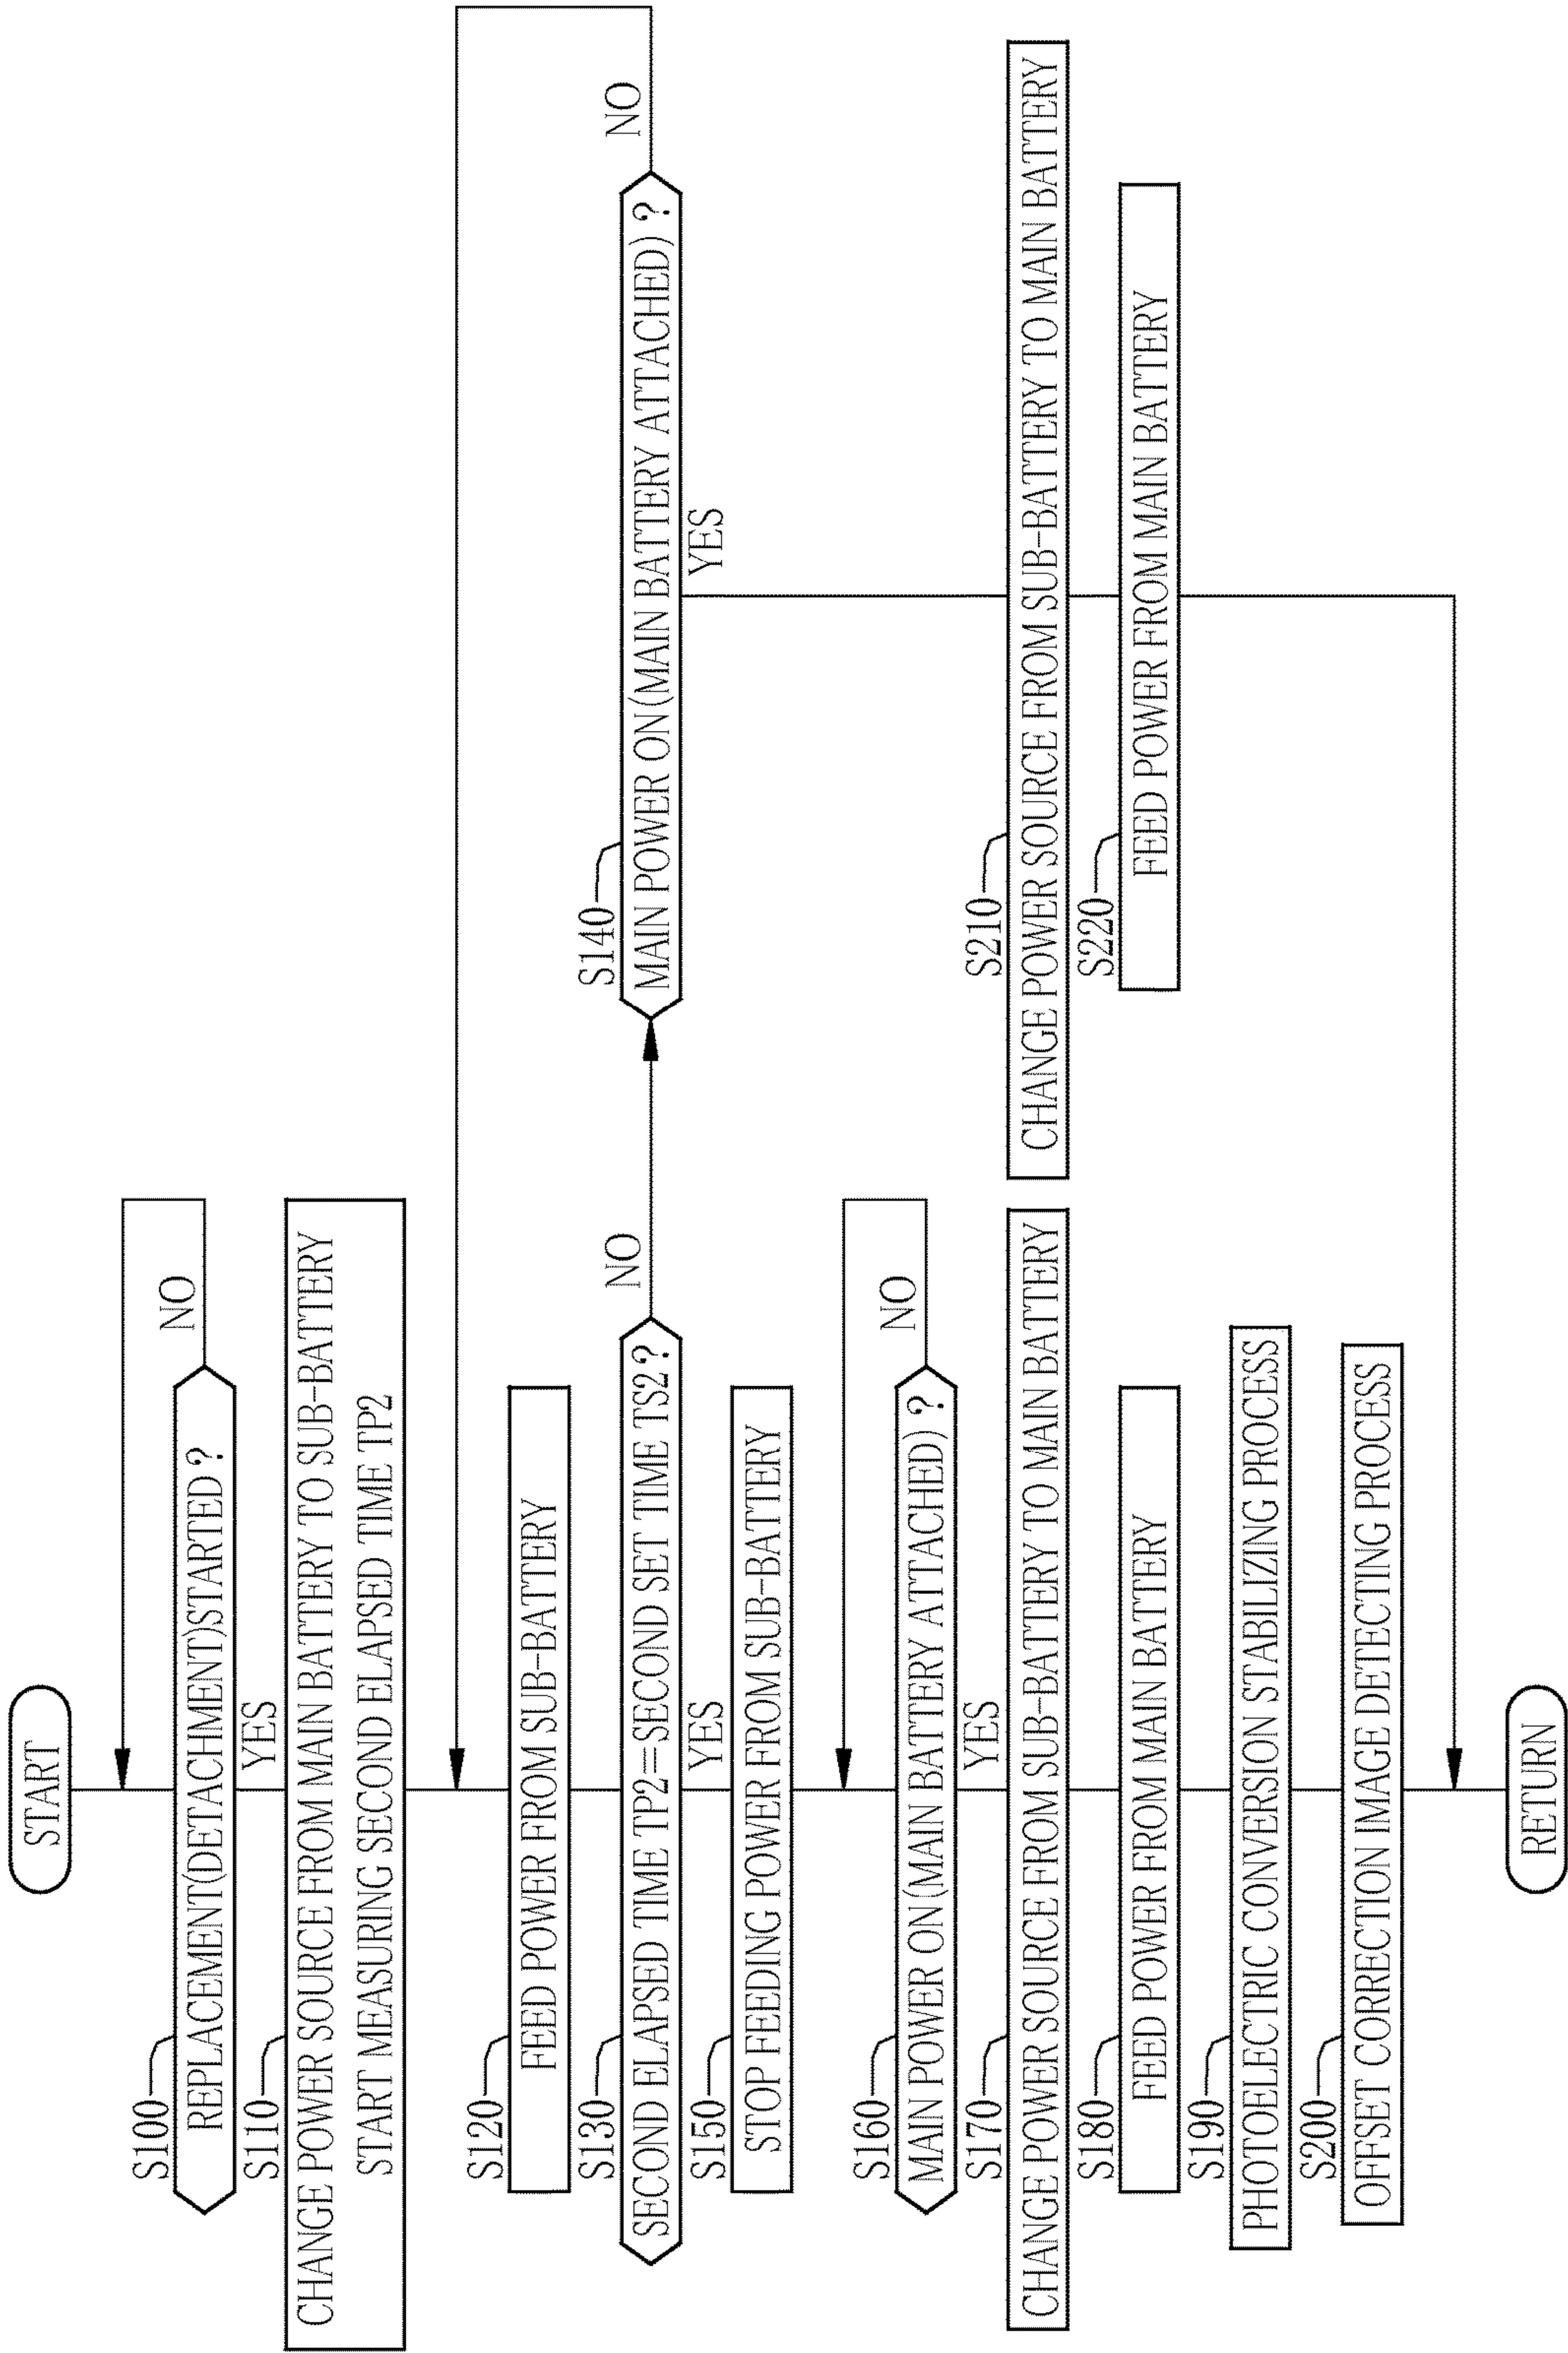 START
S100
REPLACEMENT(DETACHMENT)STARTED?
NO
YES
S110
CHANGE POWER SOURCE FROM MAIN BATTERY TO SUB-BATTERY
START MEASURING SECOND ELAPSED TIME TP2
S120
FEED POWER FROM SUB-BATTERY
S130
SECOND ELAPSED TIME TP2=SECOND SET TIME TS2?
NO
YES
S140
MAIN POWER ON(MAIN BATTERY ATTACHED)?
NO
YES
S150
STOP FEEDING POWER FROM SUB-BATTERY
S160
MAIN POWER ON(MAIN BATTERY ATTACHED)?
NO
YES
S170
CHANGE POWER SOURCE FROM SUB-BATTERY TO MAIN BATTERY
S210
CHANGE POWER SOURCE FROM SUB-BATTERY TO MAIN BATTERY
S180
FEED POWER FROM MAIN BATTERY
S220
FEED POWER FROM MAIN BATTERY
S190
PHOTOELECTRIC CONVERSION STABILIZING PROCESS
S200
OFFSET CORRECTION IMAGE DETECTING PROCESS
RETURN